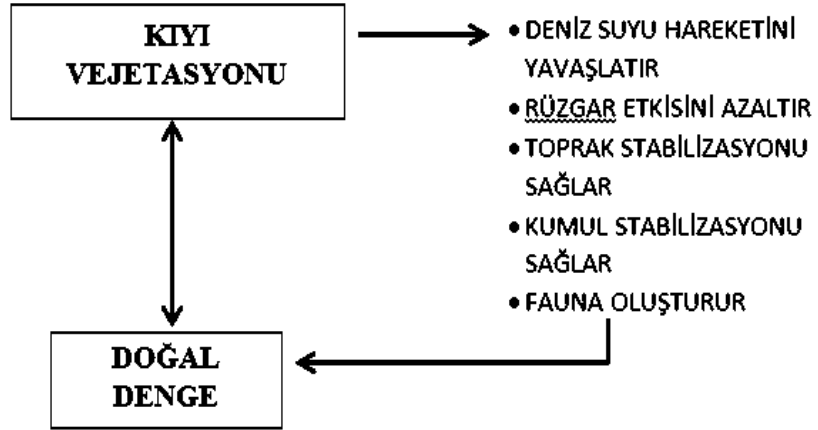 KIYI
VEJETASYONU
• DENİZ SUYU HAREKETİNİ
YAVAŞLATIR
• RÜZGAR ETKİSİNİ AZALTIR
• TOPRAK STABİLİZASYONU
SAĞLAR
• KUMUL STABİLİZASYONU
SAĞLAR
• FAUNA OLUŞTURUR
DOĞAL
DENGE